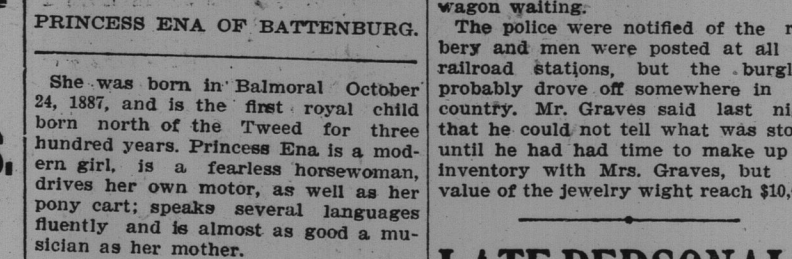 PRINCESS ENA OF BATTENBURG.
She was born in Balmoral October
24, 1887, and is the first royal child
born north of the Tweed for three
hundred years. Princess Ena is a mod-
ern girl, is a fearless horsewoman,
drives her own motor, as well as her
pony cart; speaks several languages
fluently and is almost as good a mu-
sician as her mother.
wagon waiting.
The police were notified of the
bery and men were posted at all
railroad stations, but the burgl
probably drove off somewhere in
country. Mr. Graves said last ni
that he could not tell what was sto
until he had had time to make up
inventory with Mrs. Graves, but
value of the jewelry wight reach $10,
LATE PERSONAL